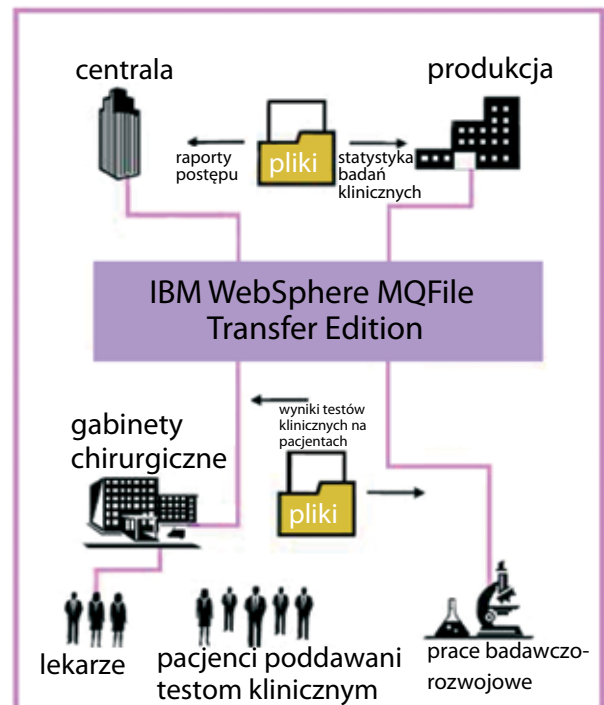 centrala
produkcja
pliki
raporty
postępu
statystyka
badań
klinicznych
IBM WebSphere MQFile
Transfer Edition
wyniki testów
klinicznych na
pacjentach
gabinety
chirurgiczne
pliki
lekarze
pacjenci poddawani
testom klinicznym
prace badawczo-
rozwojowe